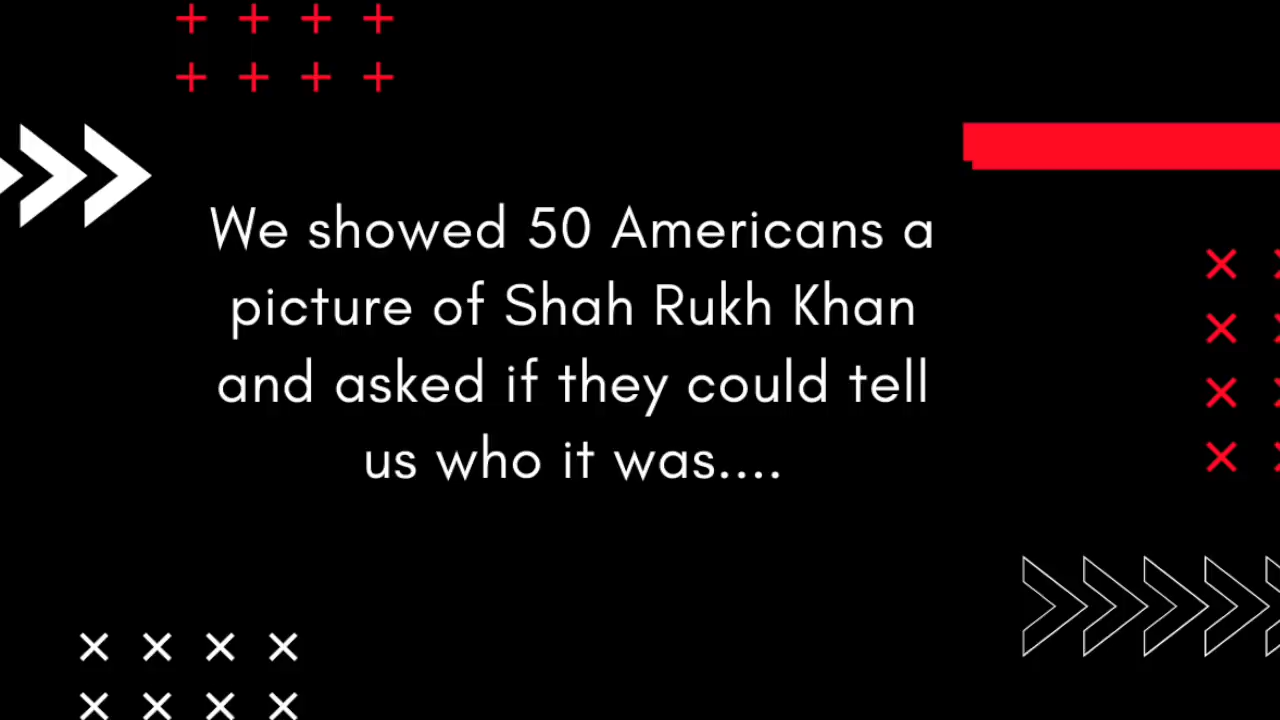 We showed 50 Americans a
picture of Shah Rukh Khan
and asked if they could tell
us who it was....